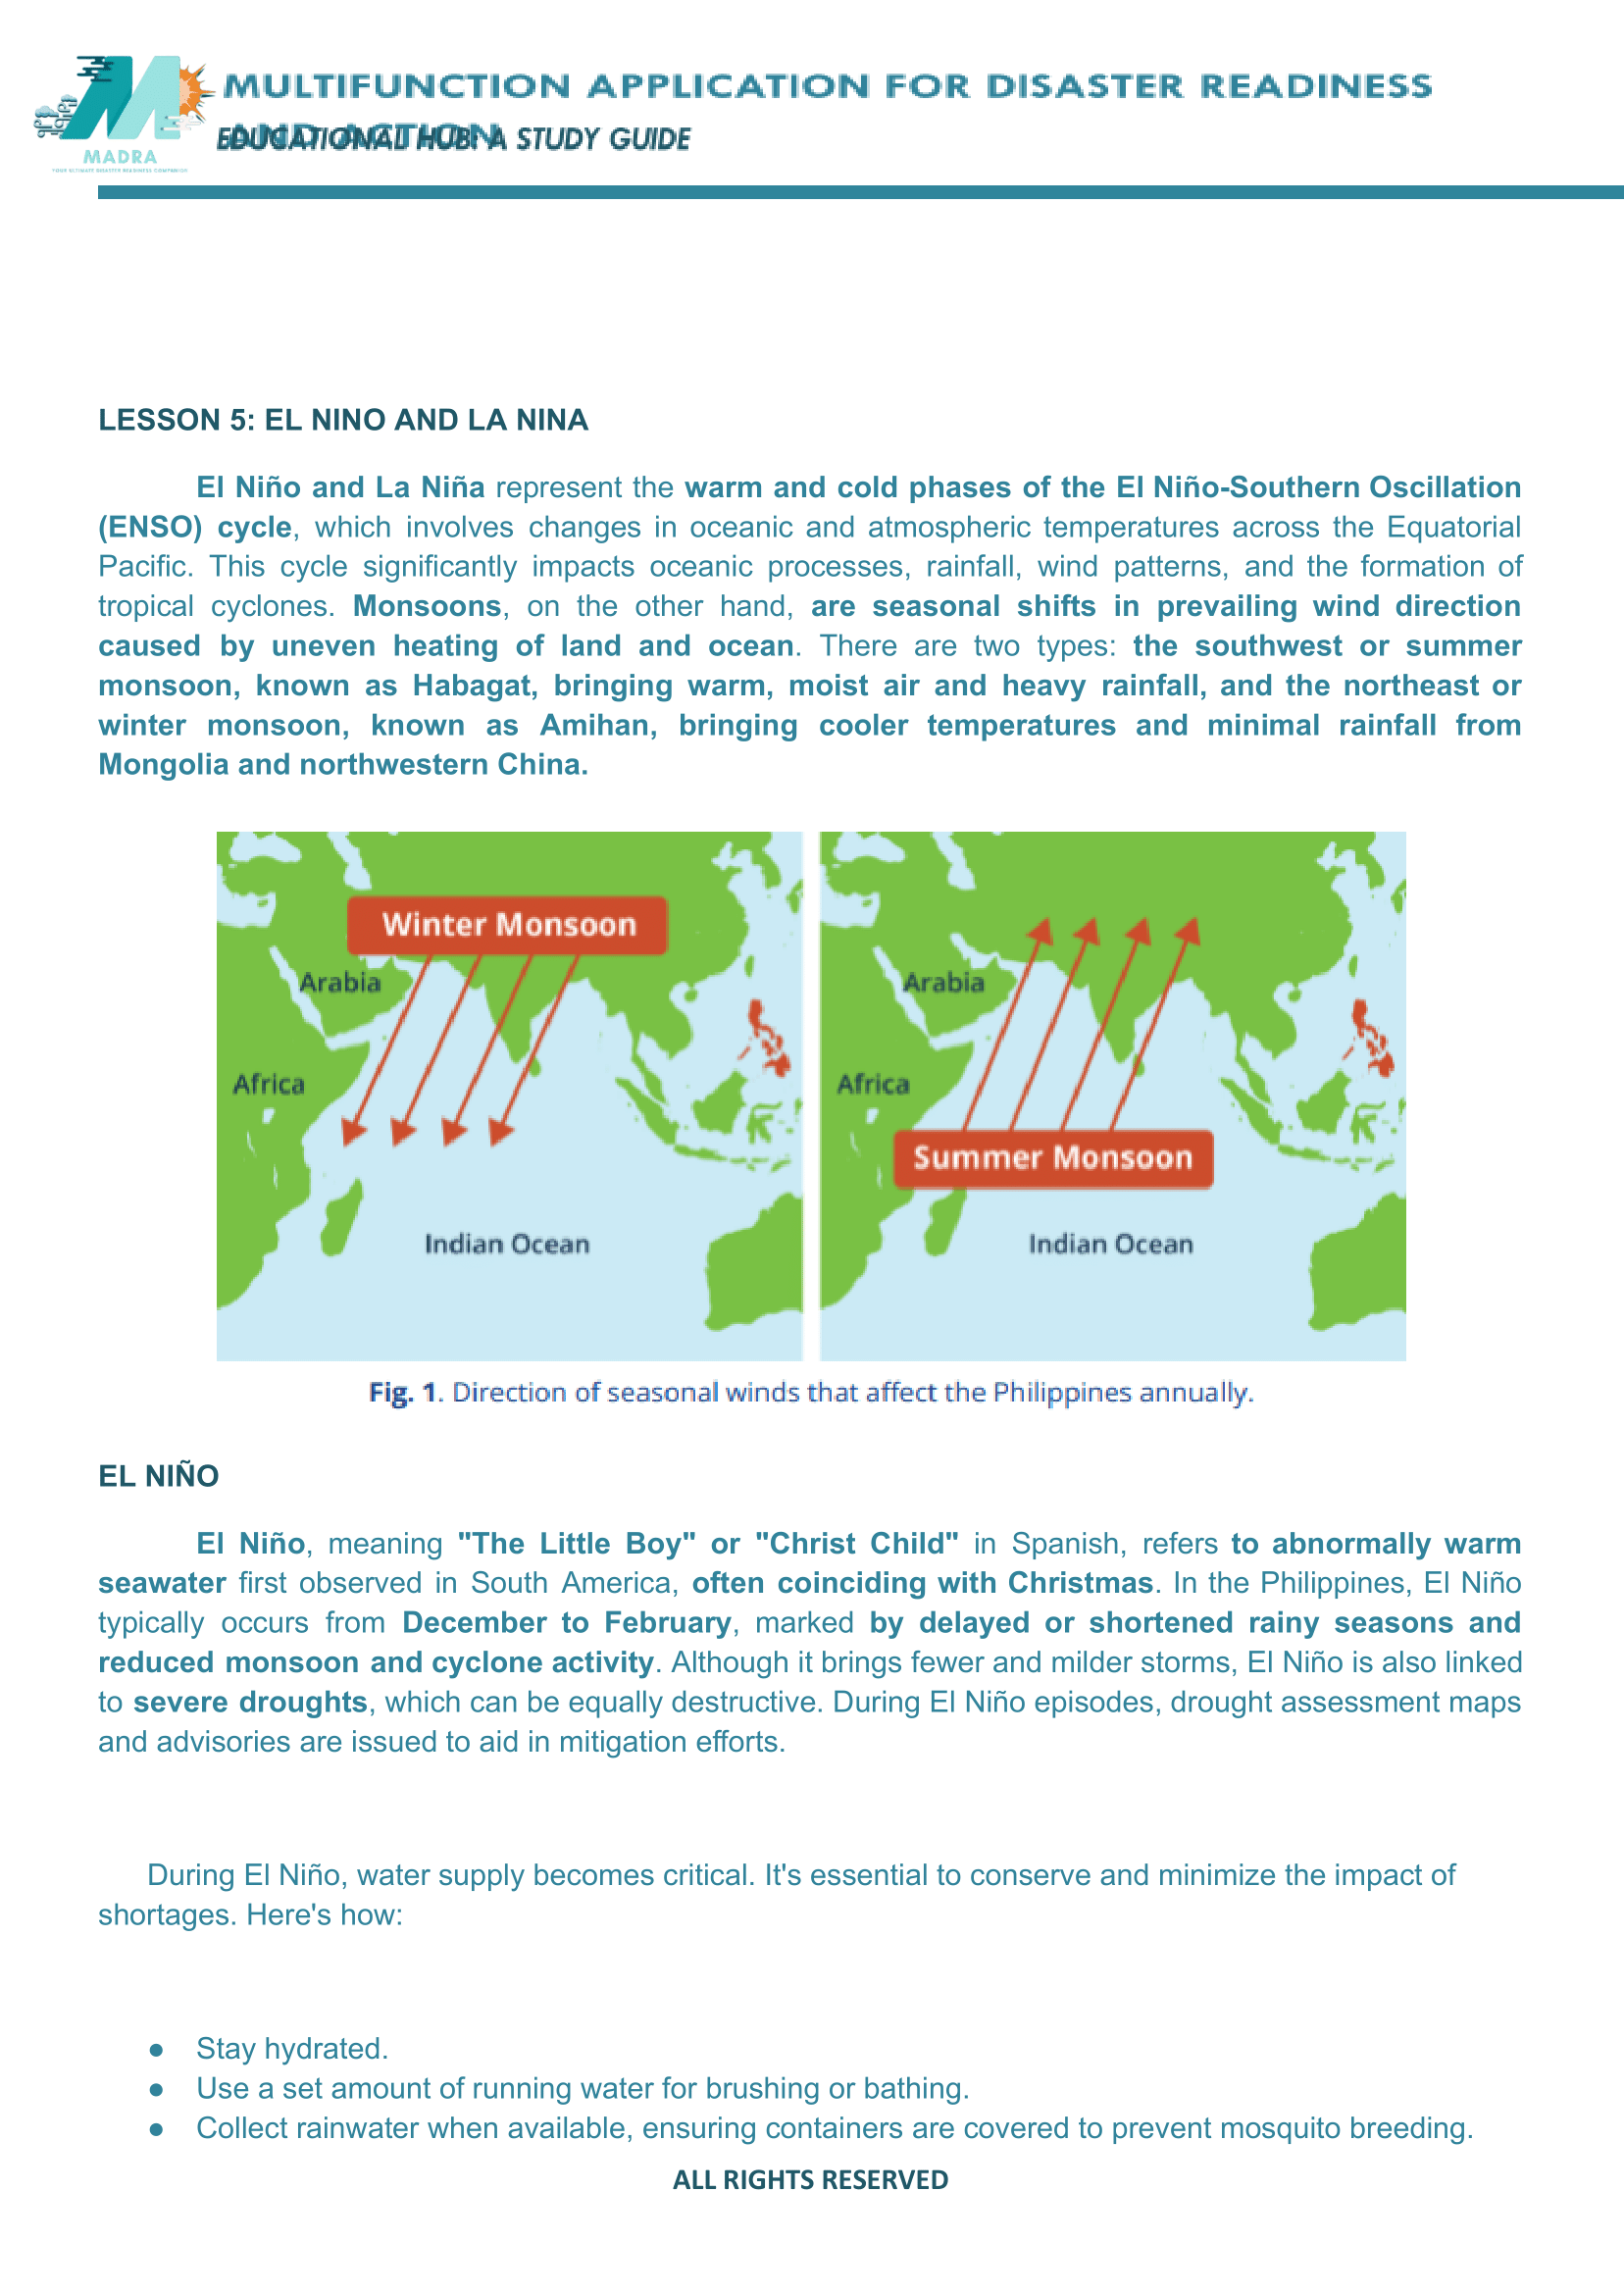 MULTIFUNCTION APPLICATION FOR DISASTER READINESS
AND ACTION
EDUCATIONAL HUB: A STUDY GUIDE
MADRA
YOUR ULTIMATE DISASTER READINESS COMPANION
LESSON 5: EL NINO AND LA NINA
El Niño and La Niña represent the warm and cold phases of the El Niño-Southern Oscillation
(ENSO) cycle, which involves changes in oceanic and atmospheric temperatures across the Equatorial
Pacific. This cycle significantly impacts oceanic processes, rainfall, wind patterns, and the formation of
tropical cyclones. Monsoons, on the other hand, are seasonal shifts in prevailing wind direction
caused by uneven heating of land and ocean. There are two types: the southwest or summer
monsoon, known as Habagat, bringing warm, moist air and heavy rainfall, and the northeast or
winter monsoon, known as Amihan, bringing cooler temperatures and minimal rainfall from
Mongolia and northwestern China.
Winter Monsoon
Arabia
Africa
Indian Ocean
Arabia
Africa
Summer Monsoon
Indian Ocean
Fig. 1. Direction of seasonal winds that affect the Philippines annually.
EL NIÑO
El Niño, meaning "The Little Boy" or "Christ Child" in Spanish, refers to abnormally warm
seawater first observed in South America, often coinciding with Christmas. In the Philippines, El Niño
typically occurs from December to February, marked by delayed or shortened rainy seasons and
reduced monsoon and cyclone activity. Although it brings fewer and milder storms, El Niño is also linked
to severe droughts, which can be equally destructive. During El Niño episodes, drought assessment maps
and advisories are issued to aid in mitigation efforts.
During El Niño, water supply becomes critical. It's essential to conserve and minimize the impact of
shortages. Here's how:
● Stay hydrated.
● Use a set amount of running water for brushing or bathing.
● Collect rainwater when available, ensuring containers are covered to prevent mosquito breeding.
ALL RIGHTS RESERVED